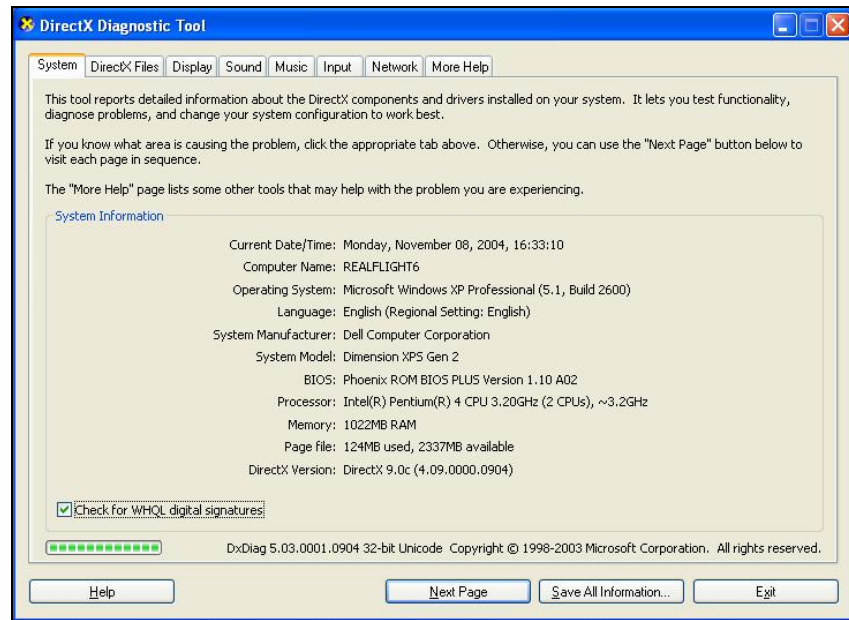 DirectX Diagnostic Tool
System DirectX Files Display Sound Music Input Network More Help
This tool reports detailed information about the DirectX components and drivers installed on your system. It lets you test functionality,
diagnose problems, and change your system configuration to work best.
If you know what area is causing the problem, click the appropriate tab above. Otherwise, you can use the "Next Page" button below to
visit each page in sequence.
The "More Help" page lists some other tools that may help with the problem you are experiencing.
System Information
Current Date/Time: Monday, November 08, 2004, 16:33:10
Computer Name: REALFLIGHT6
Operating System: Microsoft Windows XP Professional (5.1, Build 2600)
Language: English (Regional Setting: English)
System Manufacturer: Dell Computer Corporation
System Model: Dimension XPS Gen 2
BIOS: Phoenix ROM BIOS PLUS Version 1.10 A02
Processor: Intel(R) Pentium(R) 4 CPU 3.20GHz (2 CPUs), ~3.2GHz
Memory: 1022MB RAM
Page file: 124MB used, 2337MB available
DirectX Version: DirectX 9.0c (4.09.0000.0904)
Check for WHQL digital signatures
DxDiag 5.03.0001.0904 32-bit Unicode Copyright © 1998-2003 Microsoft Corporation. All rights reserved.
Help Next Page Save All Information... Exit